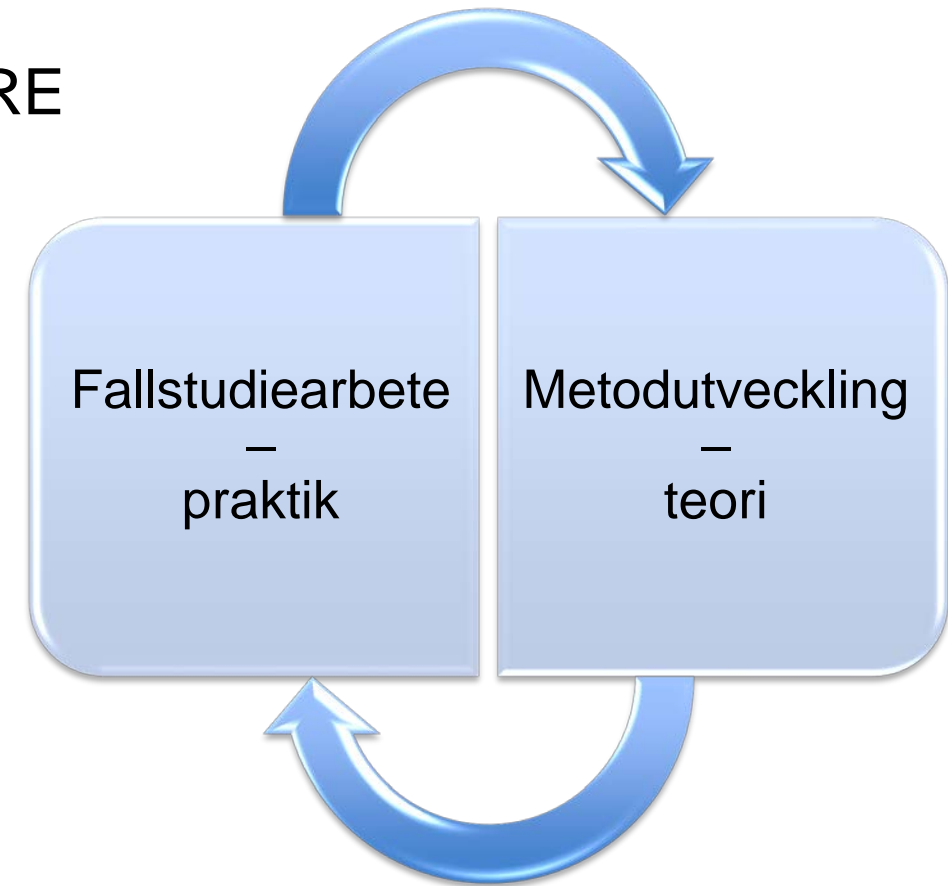 RE
Fallstudiearbete
–
praktik
Metodutveckling
–
teori